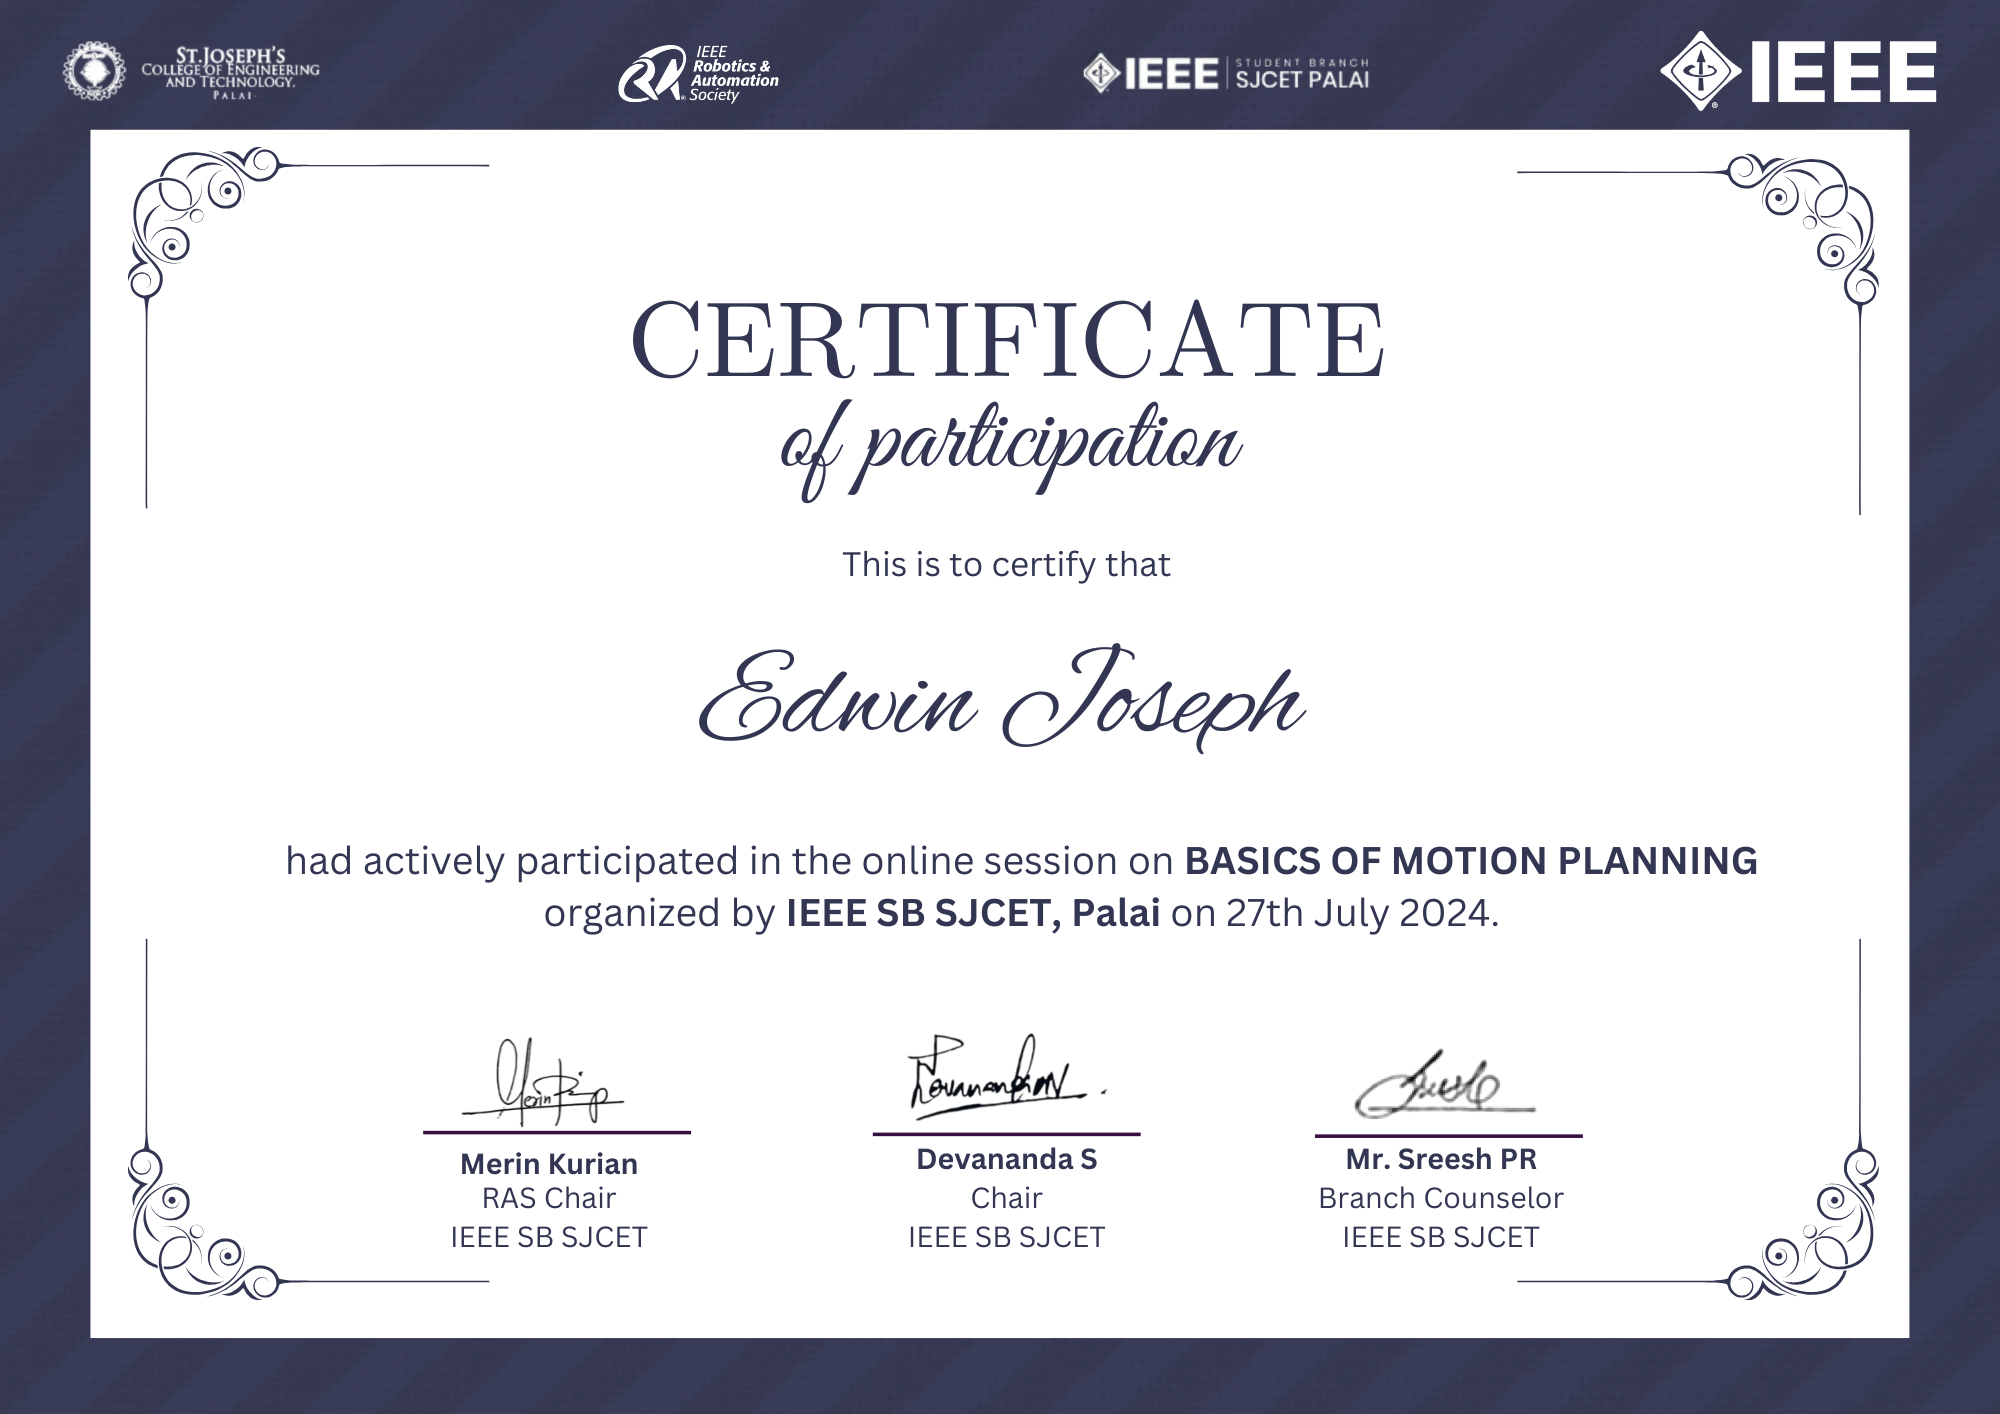 ST.JOSEPH'S
COLLEGE OF ENGINEERING
AND TECHNOLOGY,
PALAI-
IEEE
Robotics &
Automation
Society
IEEE
STUDENT BRANCH
SJCET PALAI
IEEE
CERTIFICATE
of participation
This is to certify that
Edwin Joseph
had actively participated in the online session on BASICS OF MOTION PLANNING
organized by IEEE SB SJCET, Palai on 27th July 2024.
Merin Kurian
RAS Chair
IEEE SB SJCET
Devananda S
Chair
IEEE SB SJCET
Mr. Sreesh PR
Branch Counselor
IEEE SB SJCET